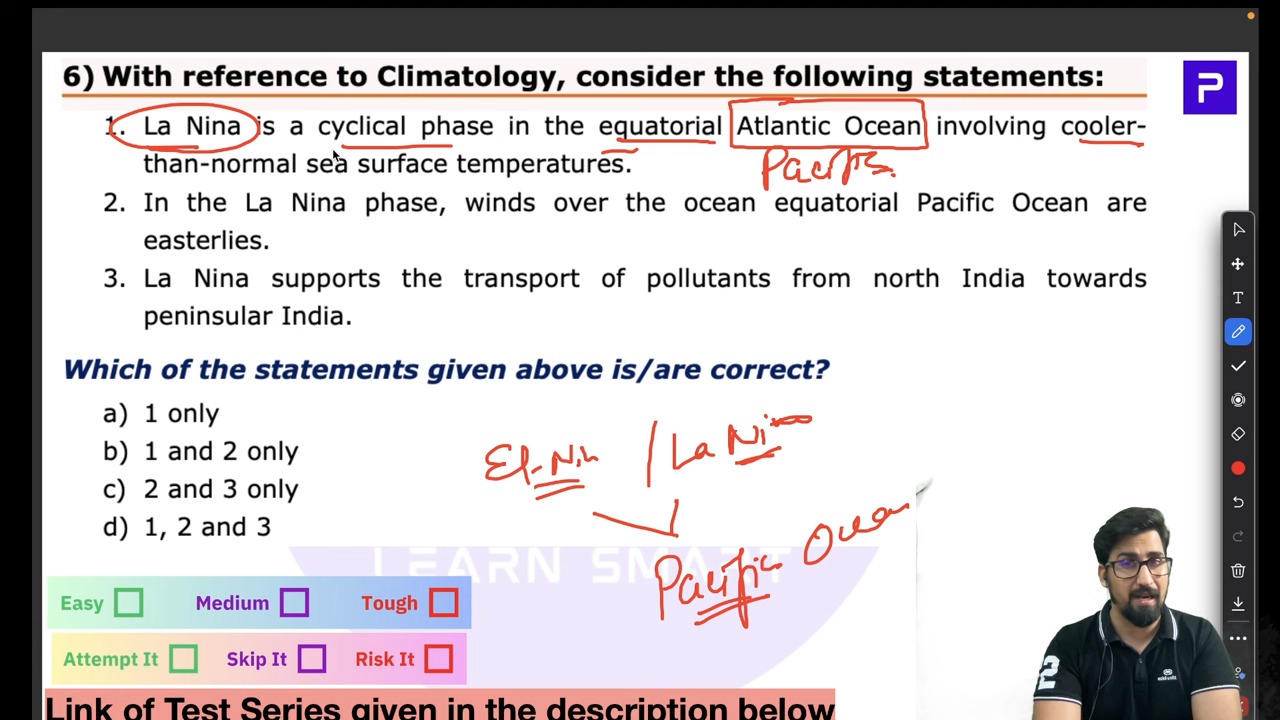 6) With reference to Climatology, consider the following statements:
1. La Nina is a cyclical phase in the equatorial Atlantic Ocean involving cooler-
than-normal sea surface temperatures.
Pacific
2. In the La Nina phase, winds over the ocean equatorial Pacific Ocean are
easterlies.
3. La Nina supports the transport of pollutants from north India towards
peninsular India.
Which of the statements given above is/are correct?
a) 1 only
b) 1 and 2 only
c) 2 and 3 only
d) 1, 2 and 3
El-Nin / La Nin
Pacific Ocean
LEARN SMART
Easy Medium Tough
Attempt It Skip It Risk It
Link of Test Series given in the description below
P
2
T